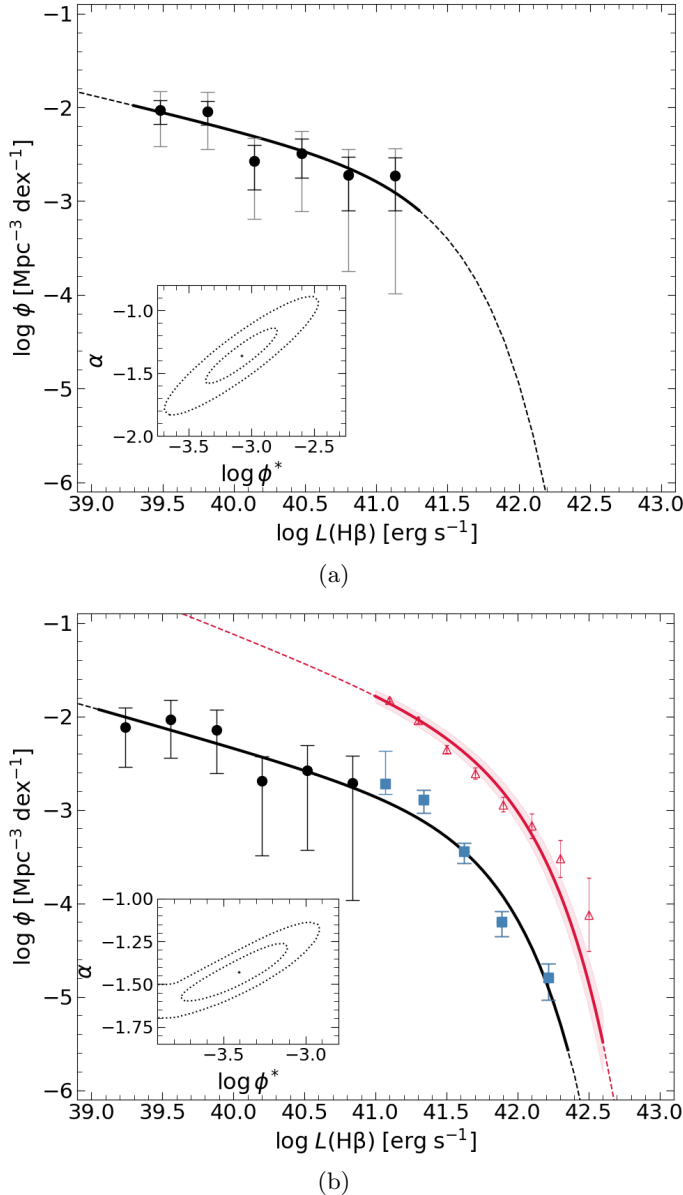 −1
−2
−3
−4
−5
−6
log ϕ [Mpc⁻³ dex⁻¹]
−1.0
−1.5
−2.0
α
−3.5 −3.0 −2.5
log ϕ*
39.0 39.5 40.0 40.5 41.0 41.5 42.0 42.5 43.0
log L(Hβ) [erg s⁻¹]
(a)
−1
−2
−3
−4
−5
−6
log ϕ [Mpc⁻³ dex⁻¹]
−1.00
−1.25
−1.50
−1.75
α
−3.5 −3.0
log ϕ*
39.0 39.5 40.0 40.5 41.0 41.5 42.0 42.5 43.0
log L(Hβ) [erg s⁻¹]
(b)